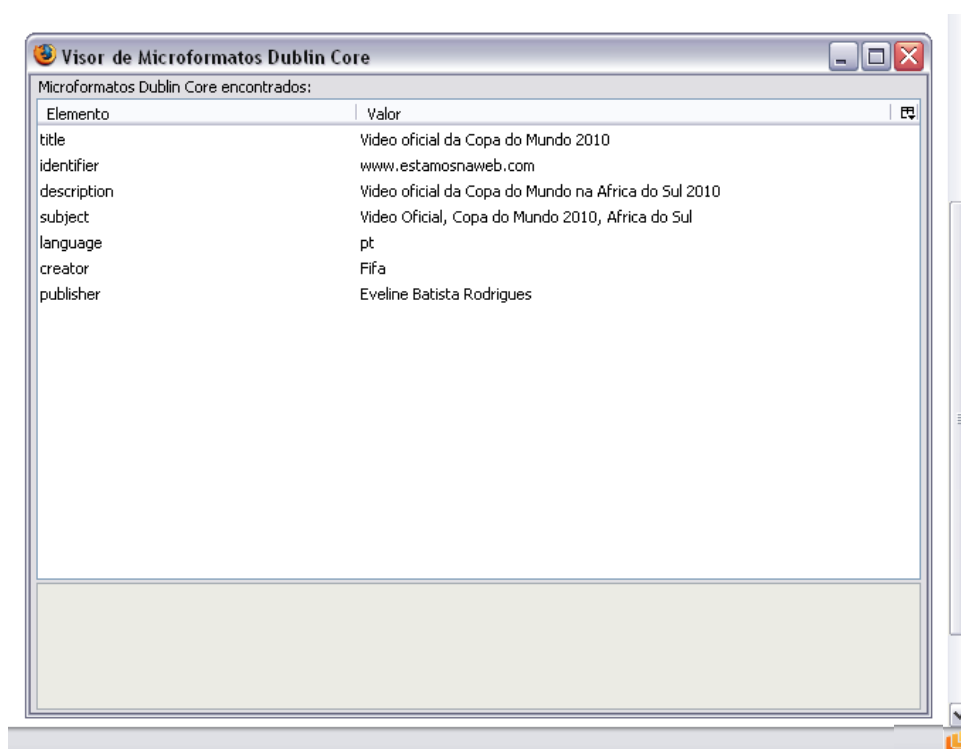 Visor de Microformatos Dublin Core
Microformatos Dublin Core encontrados:
Elemento Valor
title Video oficial da Copa do Mundo 2010
identifier www.estamosnaweb.com
description Video oficial da Copa do Mundo na Africa do Sul 2010
subject Video Oficial, Copa do Mundo 2010, Africa do Sul
language pt
creator Fifa
publisher Eveline Batista Rodrigues